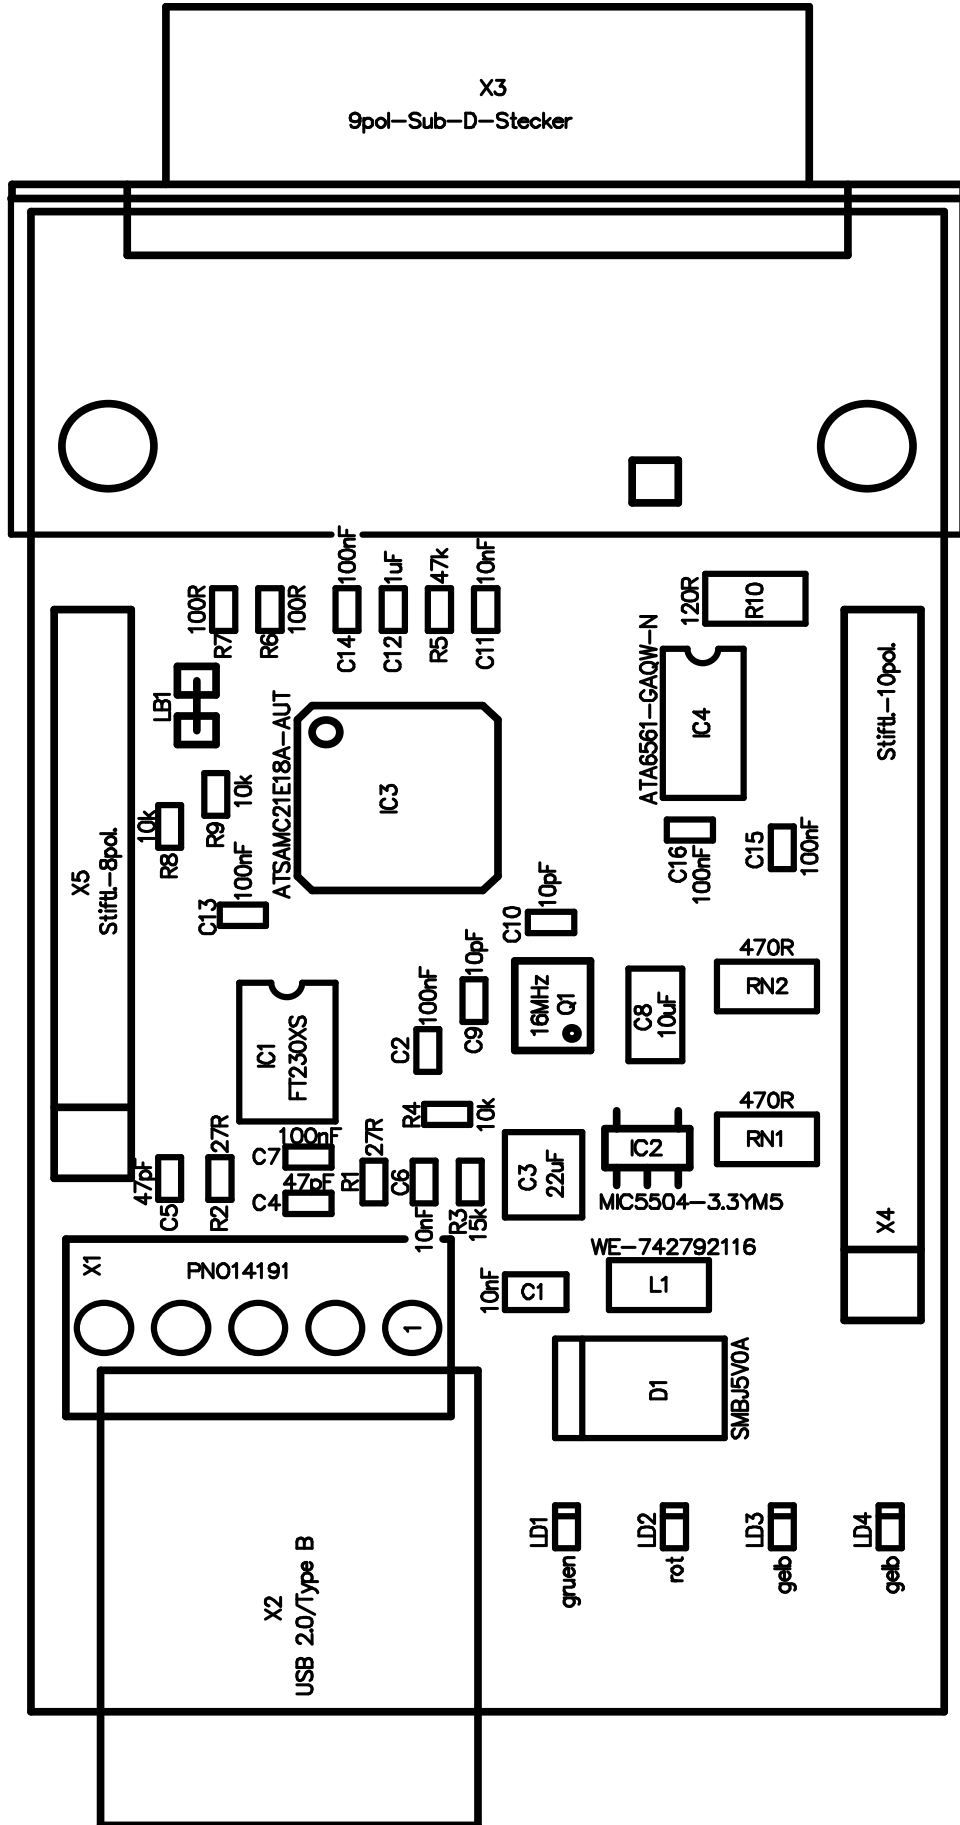 X3
9pol-Sub-D-Stecker
100R
R7
100R
R6
100nF
C14
1uF
C12
47k
R5
10nF
C11
120R
R10
LB1
ATSAMC21E18A-AUT
IC3
ATA6561-GAQW-N
IC4
Stiftl.-10pol.
X4
10k
R8
10k
R9
X5
Stiftl.-8pol.
C13
100nF
C16
100nF
C15
100nF
C10
10pF
10pF
C9
100nF
C2
16MHz
Q1
C8
10uF
470R
RN2
IC1
FT230XS
R4
10k
470R
RN1
IC2
MIC5504-3.3YM5
C3
22uF
47pF
C5
27R
R2
100nF
C7
47pF
C4
27R
R1
C6
10nF
R3
15k
X1
PN014191
1
10nF
C1
WE-742792116
L1
D1
SMBJ5V0A
LD1
gruen
LD2
rot
LD3
gelb
LD4
gelb
X2
USB 2.0/Type B